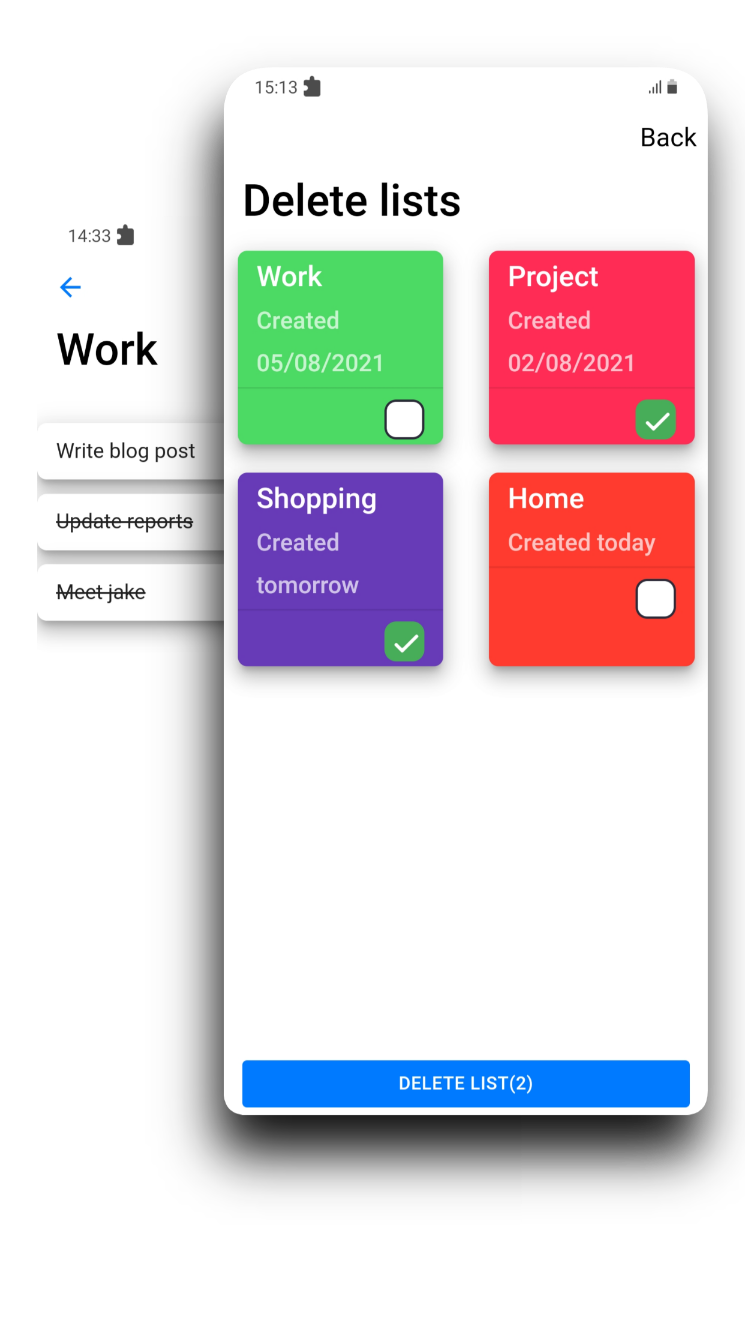 14:33
Work
Write blog post
Update reports
Meet jake
15:13
Back
Delete lists
Work
Created
05/08/2021
Project
Created
02/08/2021
Shopping
Created
tomorrow
Home
Created today
DELETE LIST(2)